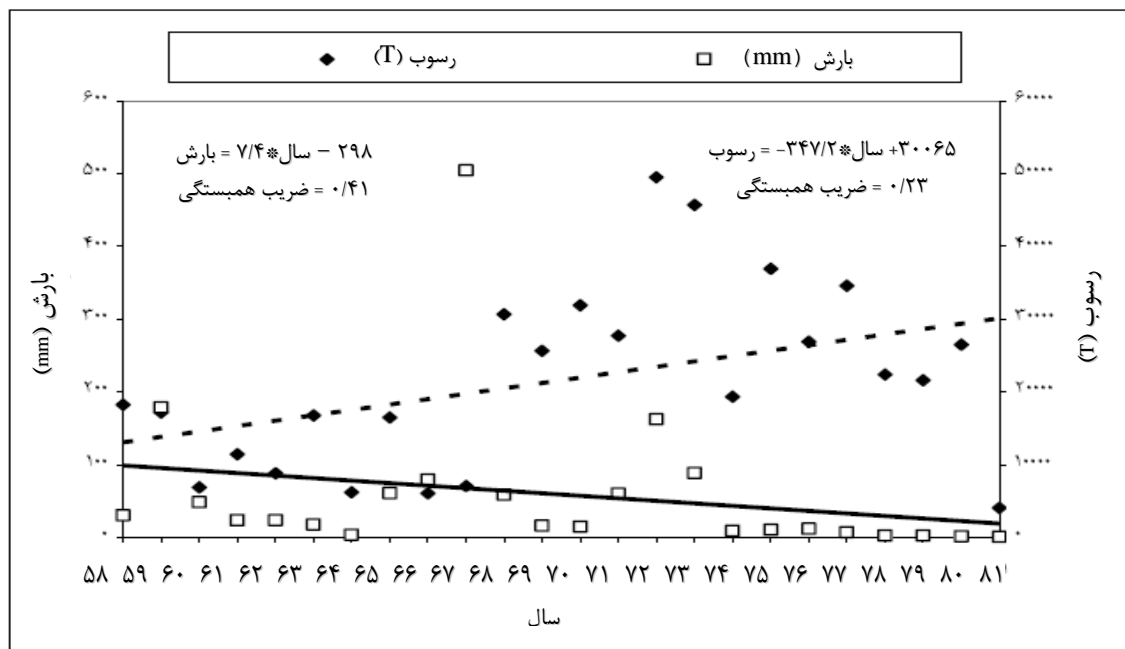 رسوب (T)
بارش (mm)
۶۰۰
۵۰۰
۴۰۰
۳۰۰
۲۰۰
۱۰۰
۰
بارش (mm)
بارش = ۷/۴*سال − ۲۹۸
ضریب همبستگی = ۰/۴۱
رسوب = -۳۴۷/۲*سال +۳۰۰۶۵
ضریب همبستگی = ۰/۲۳
۶۰۰۰۰
۵۰۰۰۰
۴۰۰۰۰
۳۰۰۰۰
۲۰۰۰۰
۱۰۰۰۰
۰
رسوب (T)
۵۸ ۵۹ ۶۰ ۶۱ ۶۲ ۶۳ ۶۴ ۶۵ ۶۶ ۶۷ ۶۸ ۶۹ ۷۰ ۷۱ ۷۲ ۷۳ ۷۴ ۷۵ ۷۶ ۷۷ ۷۸ ۷۹ ۸۰ ۸۱
سال